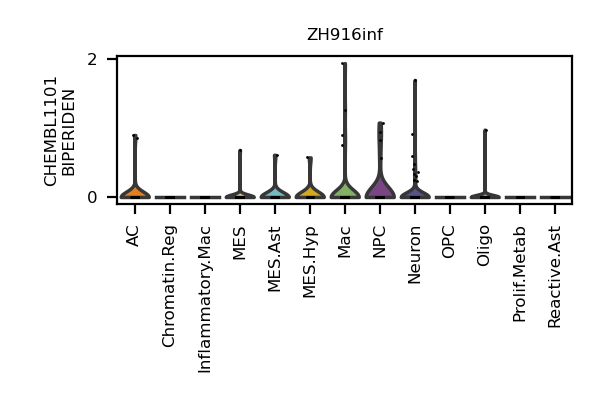 ZH916inf
CHEMBL1101
BIPERIDEN
2
0
AC
Chromatin.Reg
Inflammatory.Mac
MES
MES.Ast
MES.Hyp
Mac
NPC
Neuron
OPC
Oligo
Prolif.Metab
Reactive.Ast